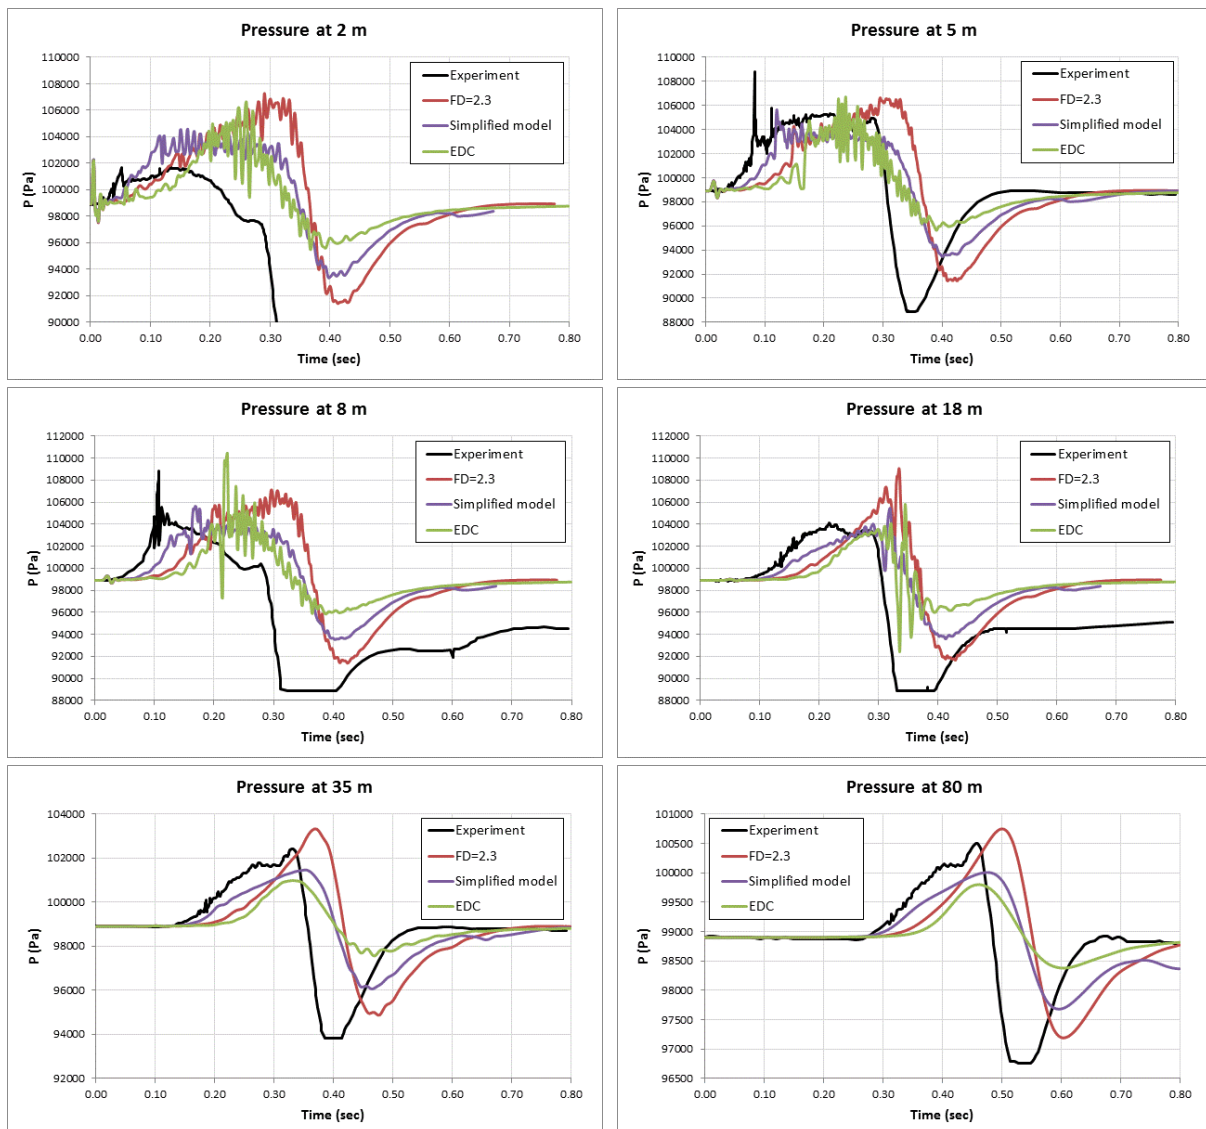 Pressure at 2 m
110000
108000
106000
104000
102000
100000
98000
96000
94000
92000
90000
P (Pa)
0.00 0.10 0.20 0.30 0.40 0.50 0.60 0.70 0.80
Time (sec)
Experiment
FD=2.3
Simplified model
EDC
Pressure at 5 m
110000
108000
106000
104000
102000
100000
98000
96000
94000
92000
90000
88000
P (Pa)
0.00 0.10 0.20 0.30 0.40 0.50 0.60 0.70 0.80
Time (sec)
Experiment
FD=2.3
Simplified model
EDC
Pressure at 8 m
112000
110000
108000
106000
104000
102000
100000
98000
96000
94000
92000
90000
88000
P (Pa)
0.00 0.10 0.20 0.30 0.40 0.50 0.60 0.70 0.80
Time (sec)
Experiment
FD=2.3
Simplified model
EDC
Pressure at 18 m
112000
110000
108000
106000
104000
102000
100000
98000
96000
94000
92000
90000
88000
P (Pa)
0.00 0.10 0.20 0.30 0.40 0.50 0.60 0.70 0.80
Time (sec)
Experiment
FD=2.3
Simplified model
EDC
Pressure at 35 m
104000
102000
100000
98000
96000
94000
92000
P (Pa)
0.00 0.10 0.20 0.30 0.40 0.50 0.60 0.70 0.80
Time (sec)
Experiment
FD=2.3
Simplified model
EDC
Pressure at 80 m
101000
100500
100000
99500
99000
98500
98000
97500
97000
96500
P (Pa)
0.00 0.10 0.20 0.30 0.40 0.50 0.60 0.70 0.80
Time (sec)
Experiment
FD=2.3
Simplified model
EDC